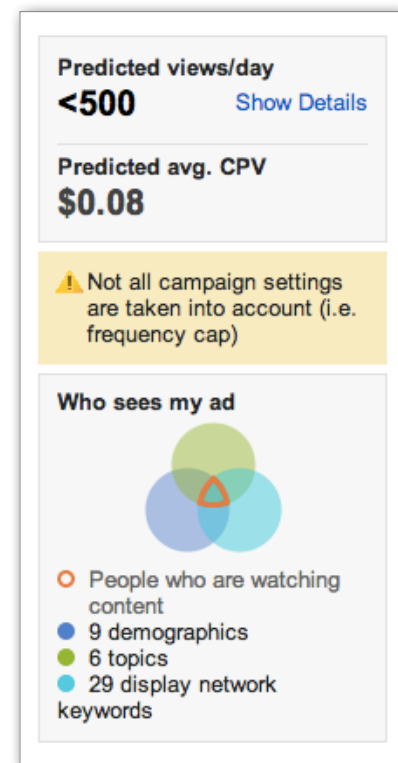 Predicted views/day
<500 Show Details
Predicted avg. CPV
$0.08
Not all campaign settings
are taken into account (i.e.
frequency cap)
Who sees my ad
People who are watching
content
9 demographics
6 topics
29 display network
keywords